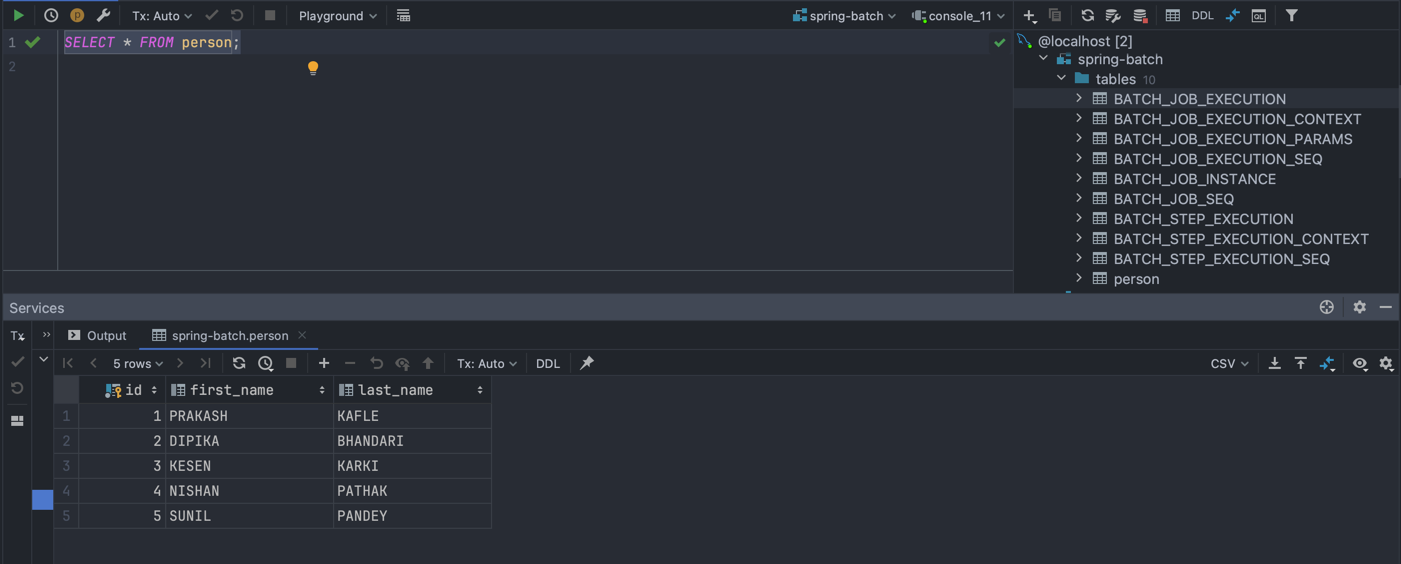 Tx: Auto Playground spring-batch console_11 DDL
1 SELECT * FROM person;
2
@localhost [2]
spring-batch
tables 10
BATCH_JOB_EXECUTION
BATCH_JOB_EXECUTION_CONTEXT
BATCH_JOB_EXECUTION_PARAMS
BATCH_JOB_EXECUTION_SEQ
BATCH_JOB_INSTANCE
BATCH_JOB_SEQ
BATCH_STEP_EXECUTION
BATCH_STEP_EXECUTION_CONTEXT
BATCH_STEP_EXECUTION_SEQ
person
Services
Tx Output spring-batch.person
5 rows Tx: Auto DDL CSV
id first_name last_name
1 1 PRAKASH KAFLE
2 2 DIPIKA BHANDARI
3 3 KESEN KARKI
4 4 NISHAN PATHAK
5 5 SUNIL PANDEY